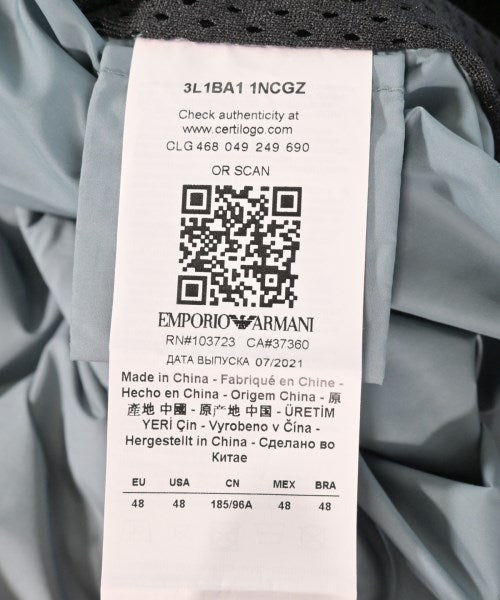 3L1BA1 1NCGZ
Check authenticity at
www.certilogo.com
CLG 468 049 249 690
OR SCAN
EMPORIO ARMANI
RN#103723 CA#37360
ДАТА ВЫПУСКА 07/2021
Made in China - Fabriqué en Chine -
Hecho en China - Origem China - 原
產地 中國 - 原产地 中国 - ÜRETİM
YERİ Çin - Vyrobeno v Čína -
Hergestellt in China - Сделано во
Китае
EU USA CN MEX BRA
48 48 185/96A 48 48